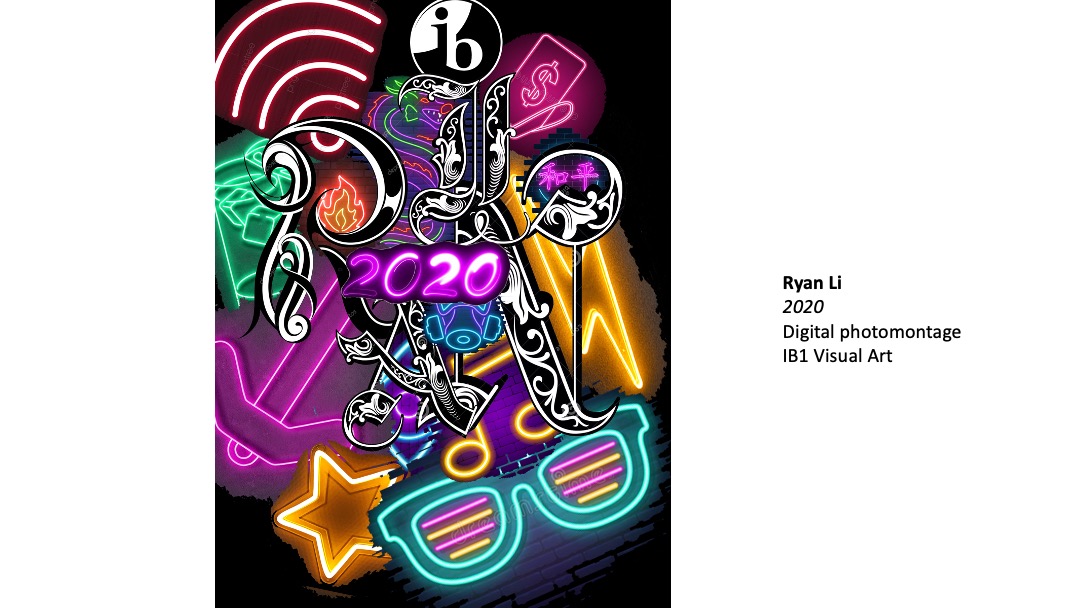 ib
$
和平
2020
Ryan Li
2020
Digital photomontage
IB1 Visual Art